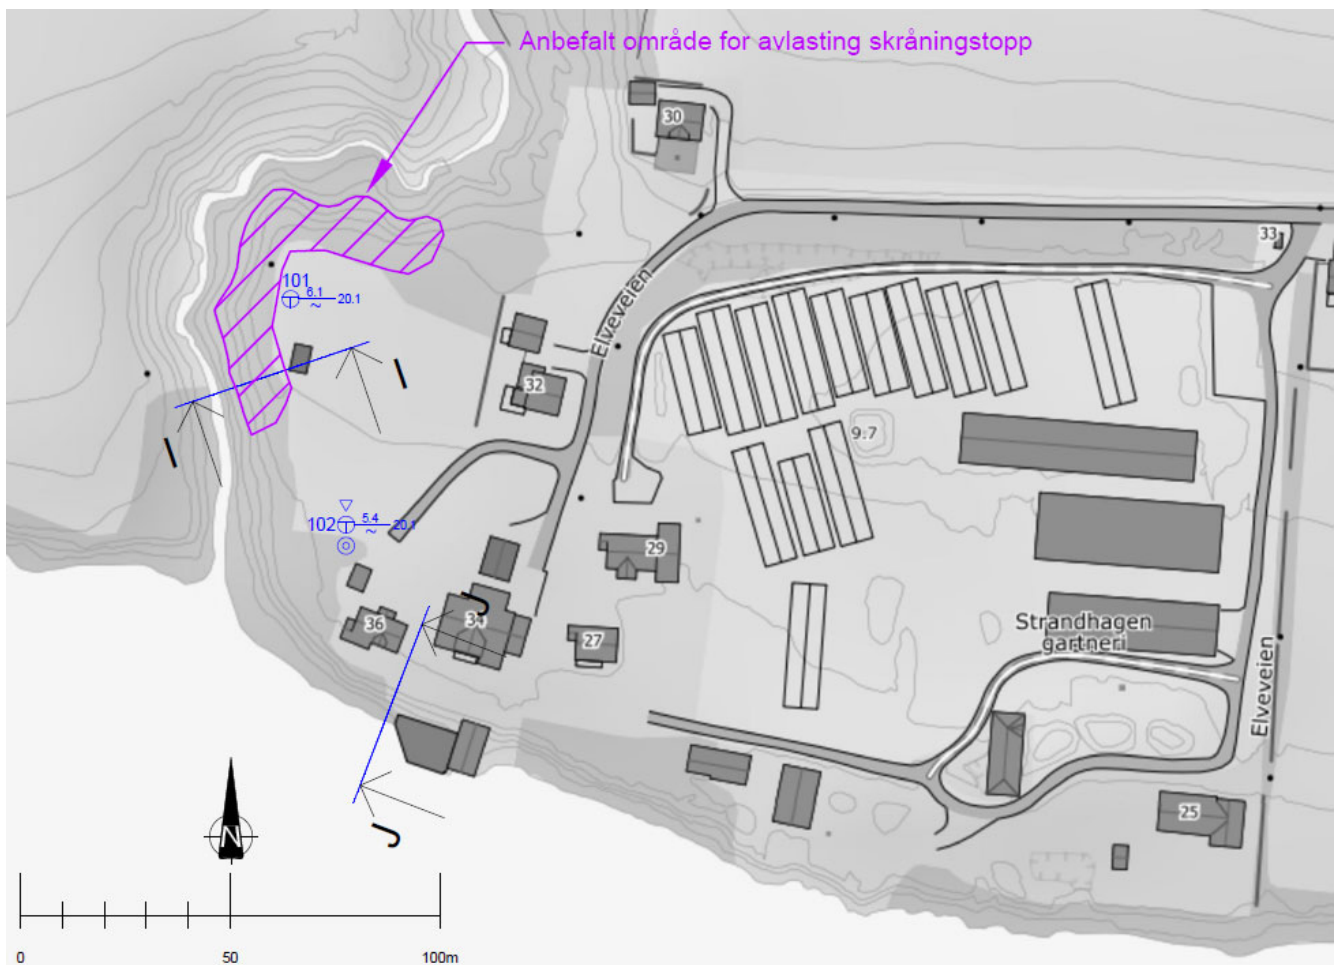 Anbefalt område for avlasting skråningstopp
30
33
101
6.1
~
20.1
Elveveien
I
32
I
9.7
102
5.4
~
20.1
29
J
36
34
27
Strandhagen
gartneri
Elveveien
J
25
N
0 50 100m